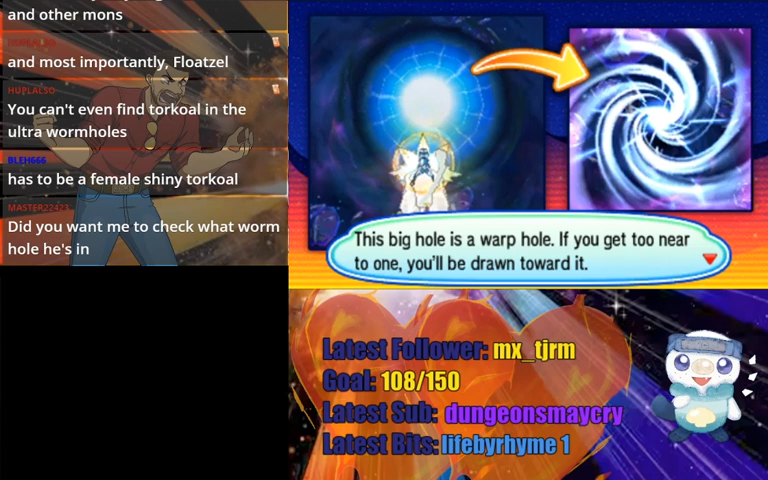 and other mons
and most importantly, Floatzel
HUPLALSO
You can't even find torkoal in the
ultra wormholes
BLEH666
has to be a female shiny torkoal
MASTER22423
Did you want me to check what worm
hole he's in
This big hole is a warp hole. If you get too near
to one, you'll be drawn toward it.
Latest Follower: mx_tjrm
Goal: 108/150
Latest Sub: dungeonsmaycry
Latest Bits: lifebyrhyme 1